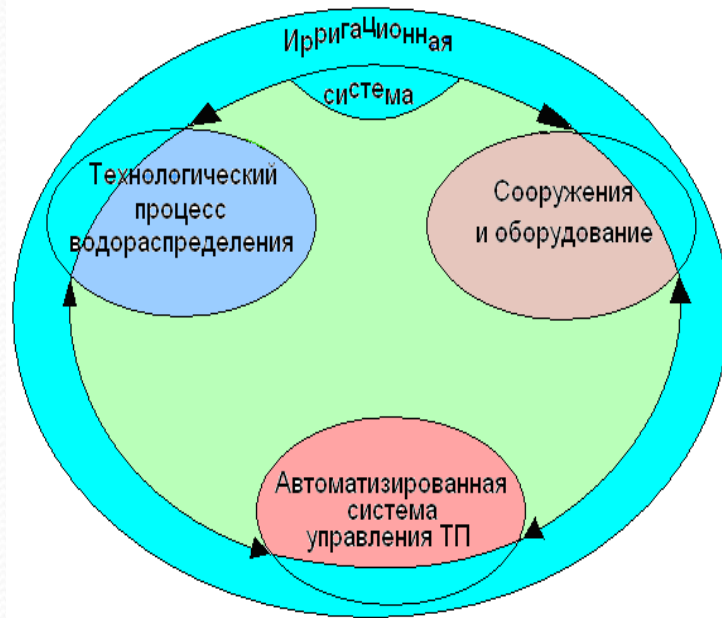 Ирригационная
система
Технологический
процесс
водораспределения
Сооружения
и оборудование
Автоматизированная
система
управления ТП